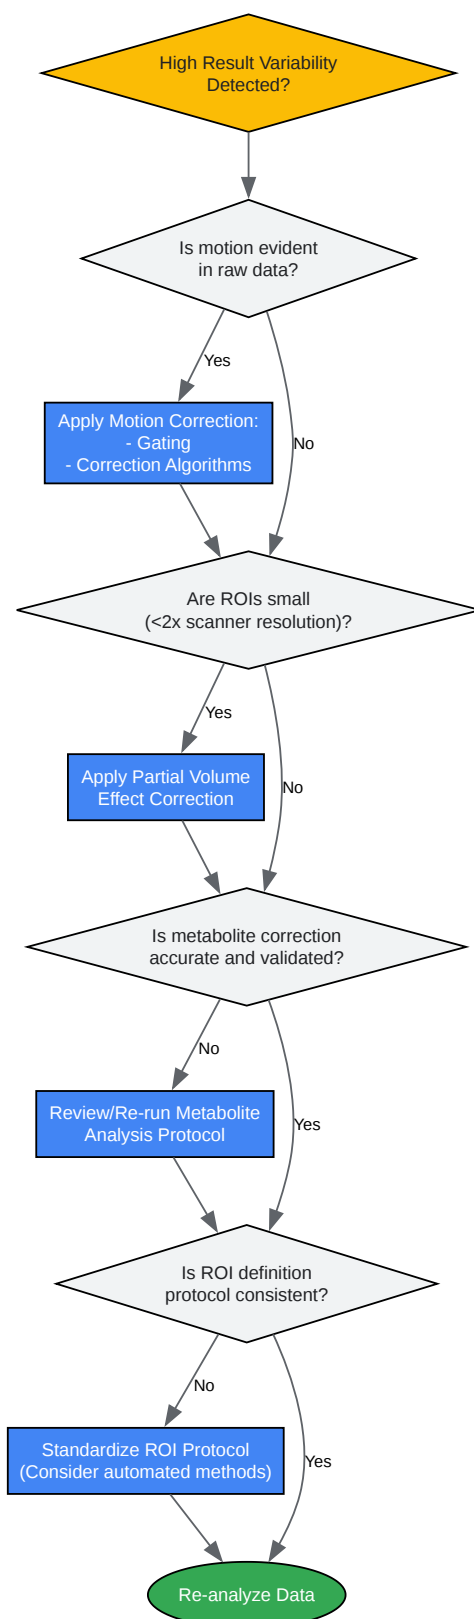 High Result Variability
Detected?
Is motion evident
in raw data?
Yes
Apply Motion Correction:
- Gating
- Correction Algorithms
No
Are ROIs small
(<2x scanner resolution)?
Yes
Apply Partial Volume
Effect Correction
No
Is metabolite correction
accurate and validated?
No
Review/Re-run Metabolite
Analysis Protocol
Yes
Is ROI definition
protocol consistent?
No
Standardize ROI Protocol
(Consider automated methods)
Yes
Re-analyze Data